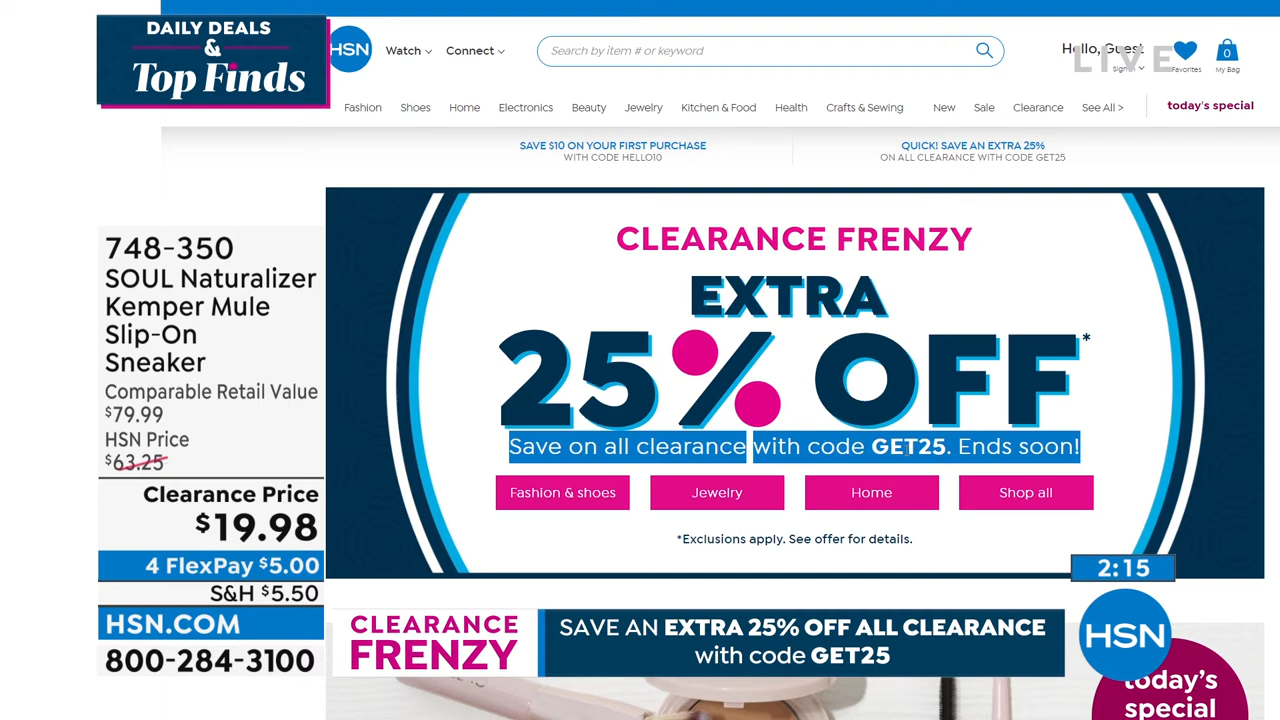 DAILY DEALS
&
Top Finds
HSN
Watch
Connect
Search by item # or keyword
Hello, Guest
LIVE
Sign
Favorites
0
My Bag
Fashion
Shoes
Home
Electronics
Beauty
Jewelry
Kitchen & Food
Health
Crafts & Sewing
New
Sale
Clearance
See All >
today's special
SAVE $10 ON YOUR FIRST PURCHASE
WITH CODE HELLO10
QUICK! SAVE AN EXTRA 25%
ON ALL CLEARANCE WITH CODE GET25
748-350
SOUL Naturalizer
Kemper Mule
Slip-On
Sneaker
Comparable Retail Value
$79.99
HSN Price
$63.25
Clearance Price
$19.98
4 FlexPay $5.00
S&H $5.50
HSN.COM
800-284-3100
CLEARANCE FRENZY
EXTRA
25% OFF*
Save on all clearance with code GET25. Ends soon!
Fashion & shoes
Jewelry
Home
Shop all
*Exclusions apply. See offer for details.
2:15
CLEARANCE
FRENZY
SAVE AN EXTRA 25% OFF ALL CLEARANCE
with code GET25
HSN
today's
special